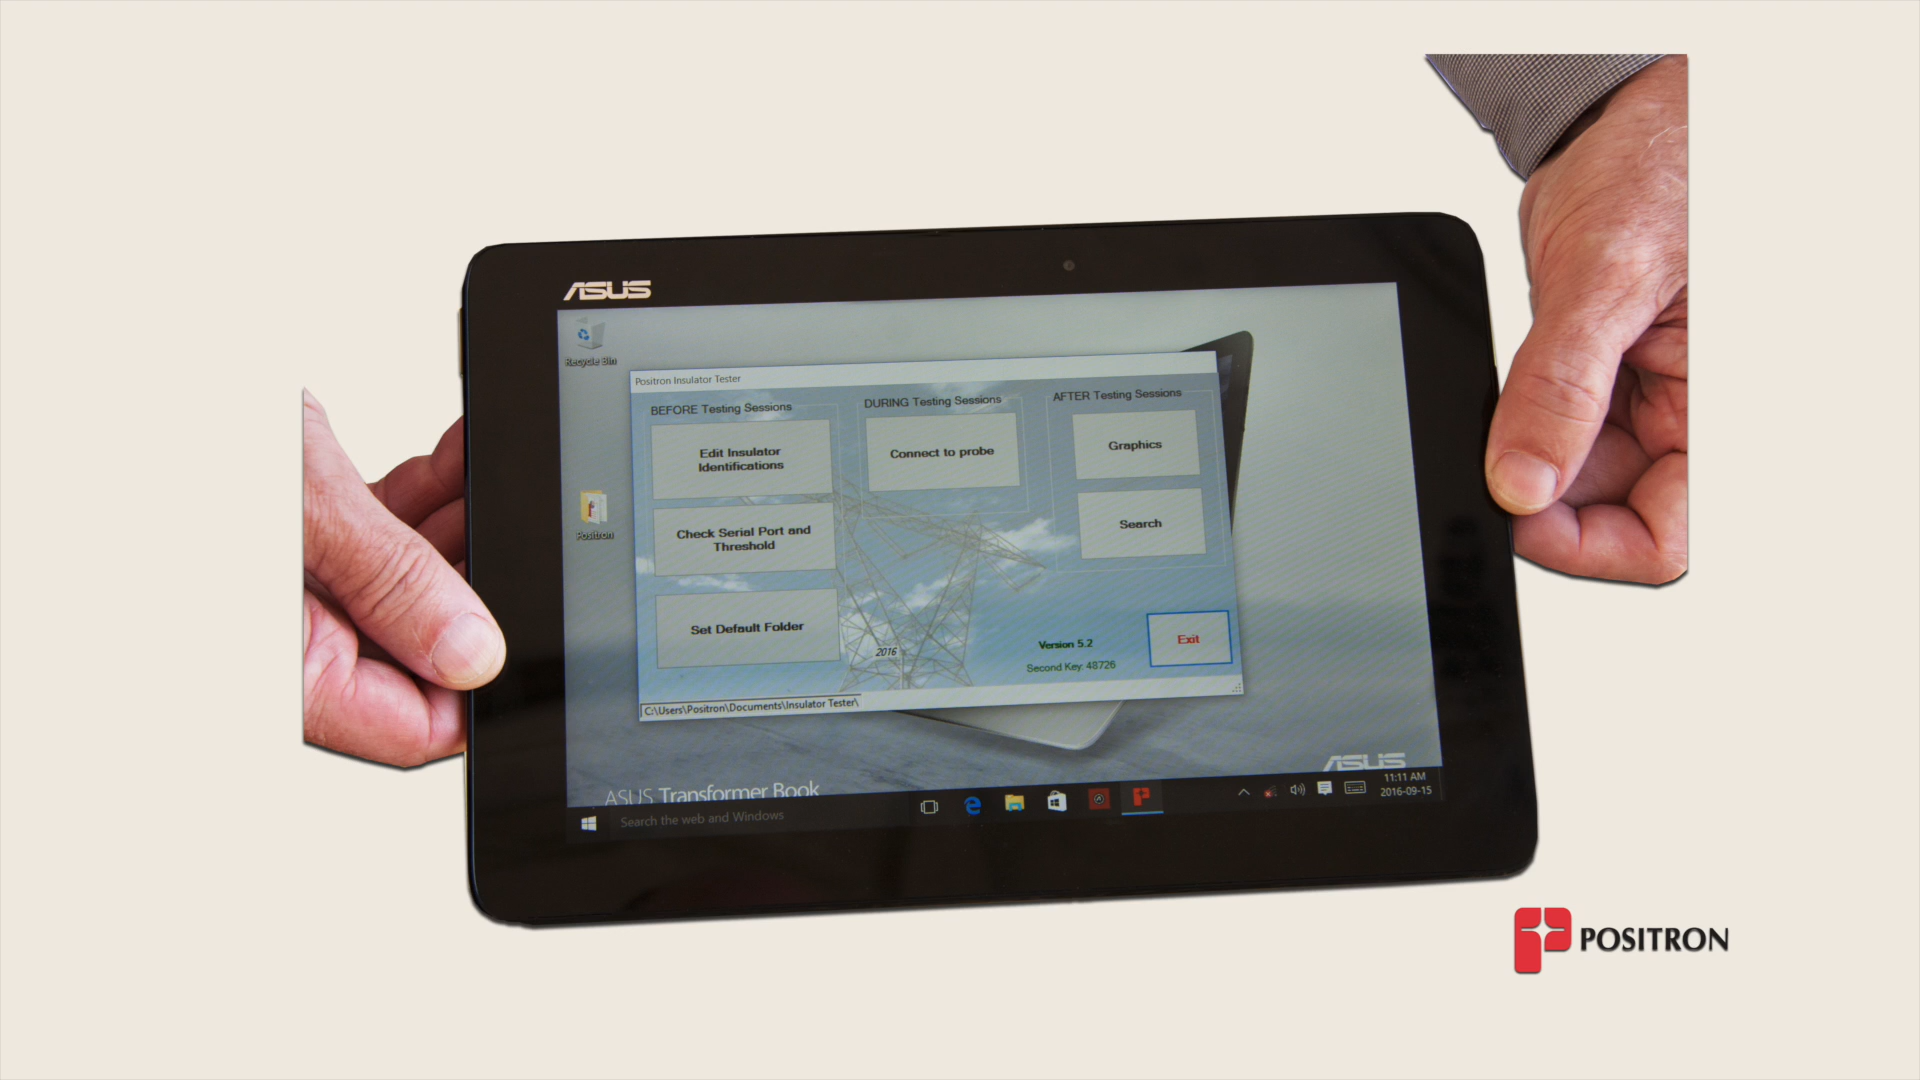 ASUS
Recycle Bin
Positron Insulator Tester
BEFORE Testing Sessions
DURING Testing Sessions
AFTER Testing Sessions
Edit Insulator
Identifications
Connect to probe
Graphics
Check Serial Port and
Threshold
Search
Positron
Set Default Folder
2016
Version 5.2
Second Key: 48726
Exit
C:\Users\Positron\Documents\Insulator Tester\
ASUS
ASUS Transformer Book
Search the web and Windows
11:11 AM
2016-09-15
POSITRON